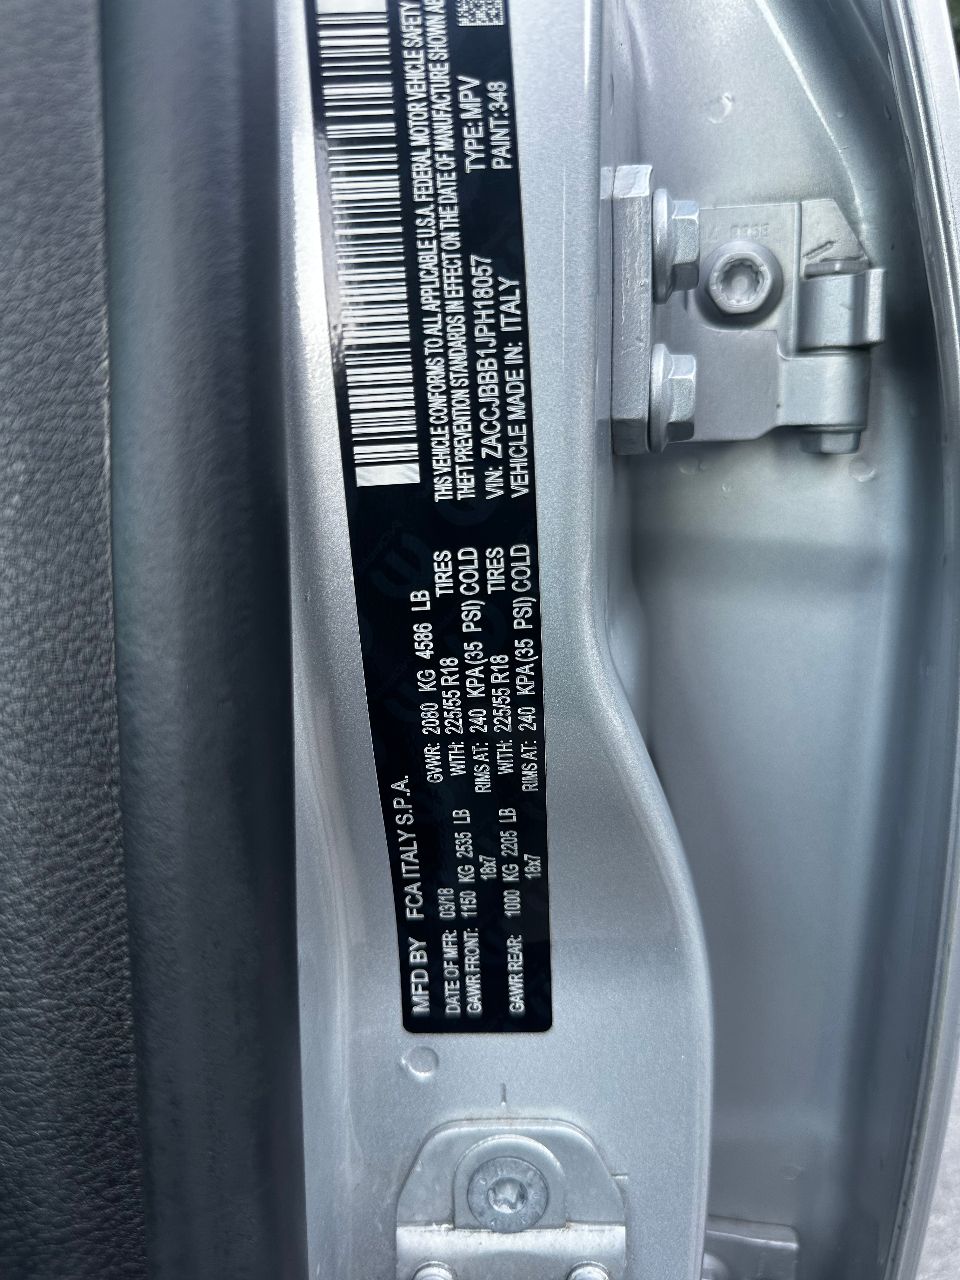 MFD BY FCA ITALY S.P.A.
DATE OF MFR: 03/18 GVWR: 2080 KG 4586 LB
GAWR FRONT: 1150 KG 2535 LB WITH: 225/55 R18 TIRES
18x7 RIMS AT: 240 KPA(35 PSI) COLD
GAWR REAR: 1000 KG 2205 LB WITH: 225/55 R18 TIRES
18x7 RIMS AT: 240 KPA (35 PSI) COLD
THIS VEHICLE CONFORMS TO ALL APPLICABLE U.S.A. FEDERAL MOTOR VEHICLE SAFETY
THEFT PREVENTION STANDARDS IN EFFECT ON THE DATE OF MANUFACTURE SHOWN AB
VIN: ZACCJBBB1JPH18057 TYPE: MPV
VEHICLE MADE IN: ITALY PAINT: 348